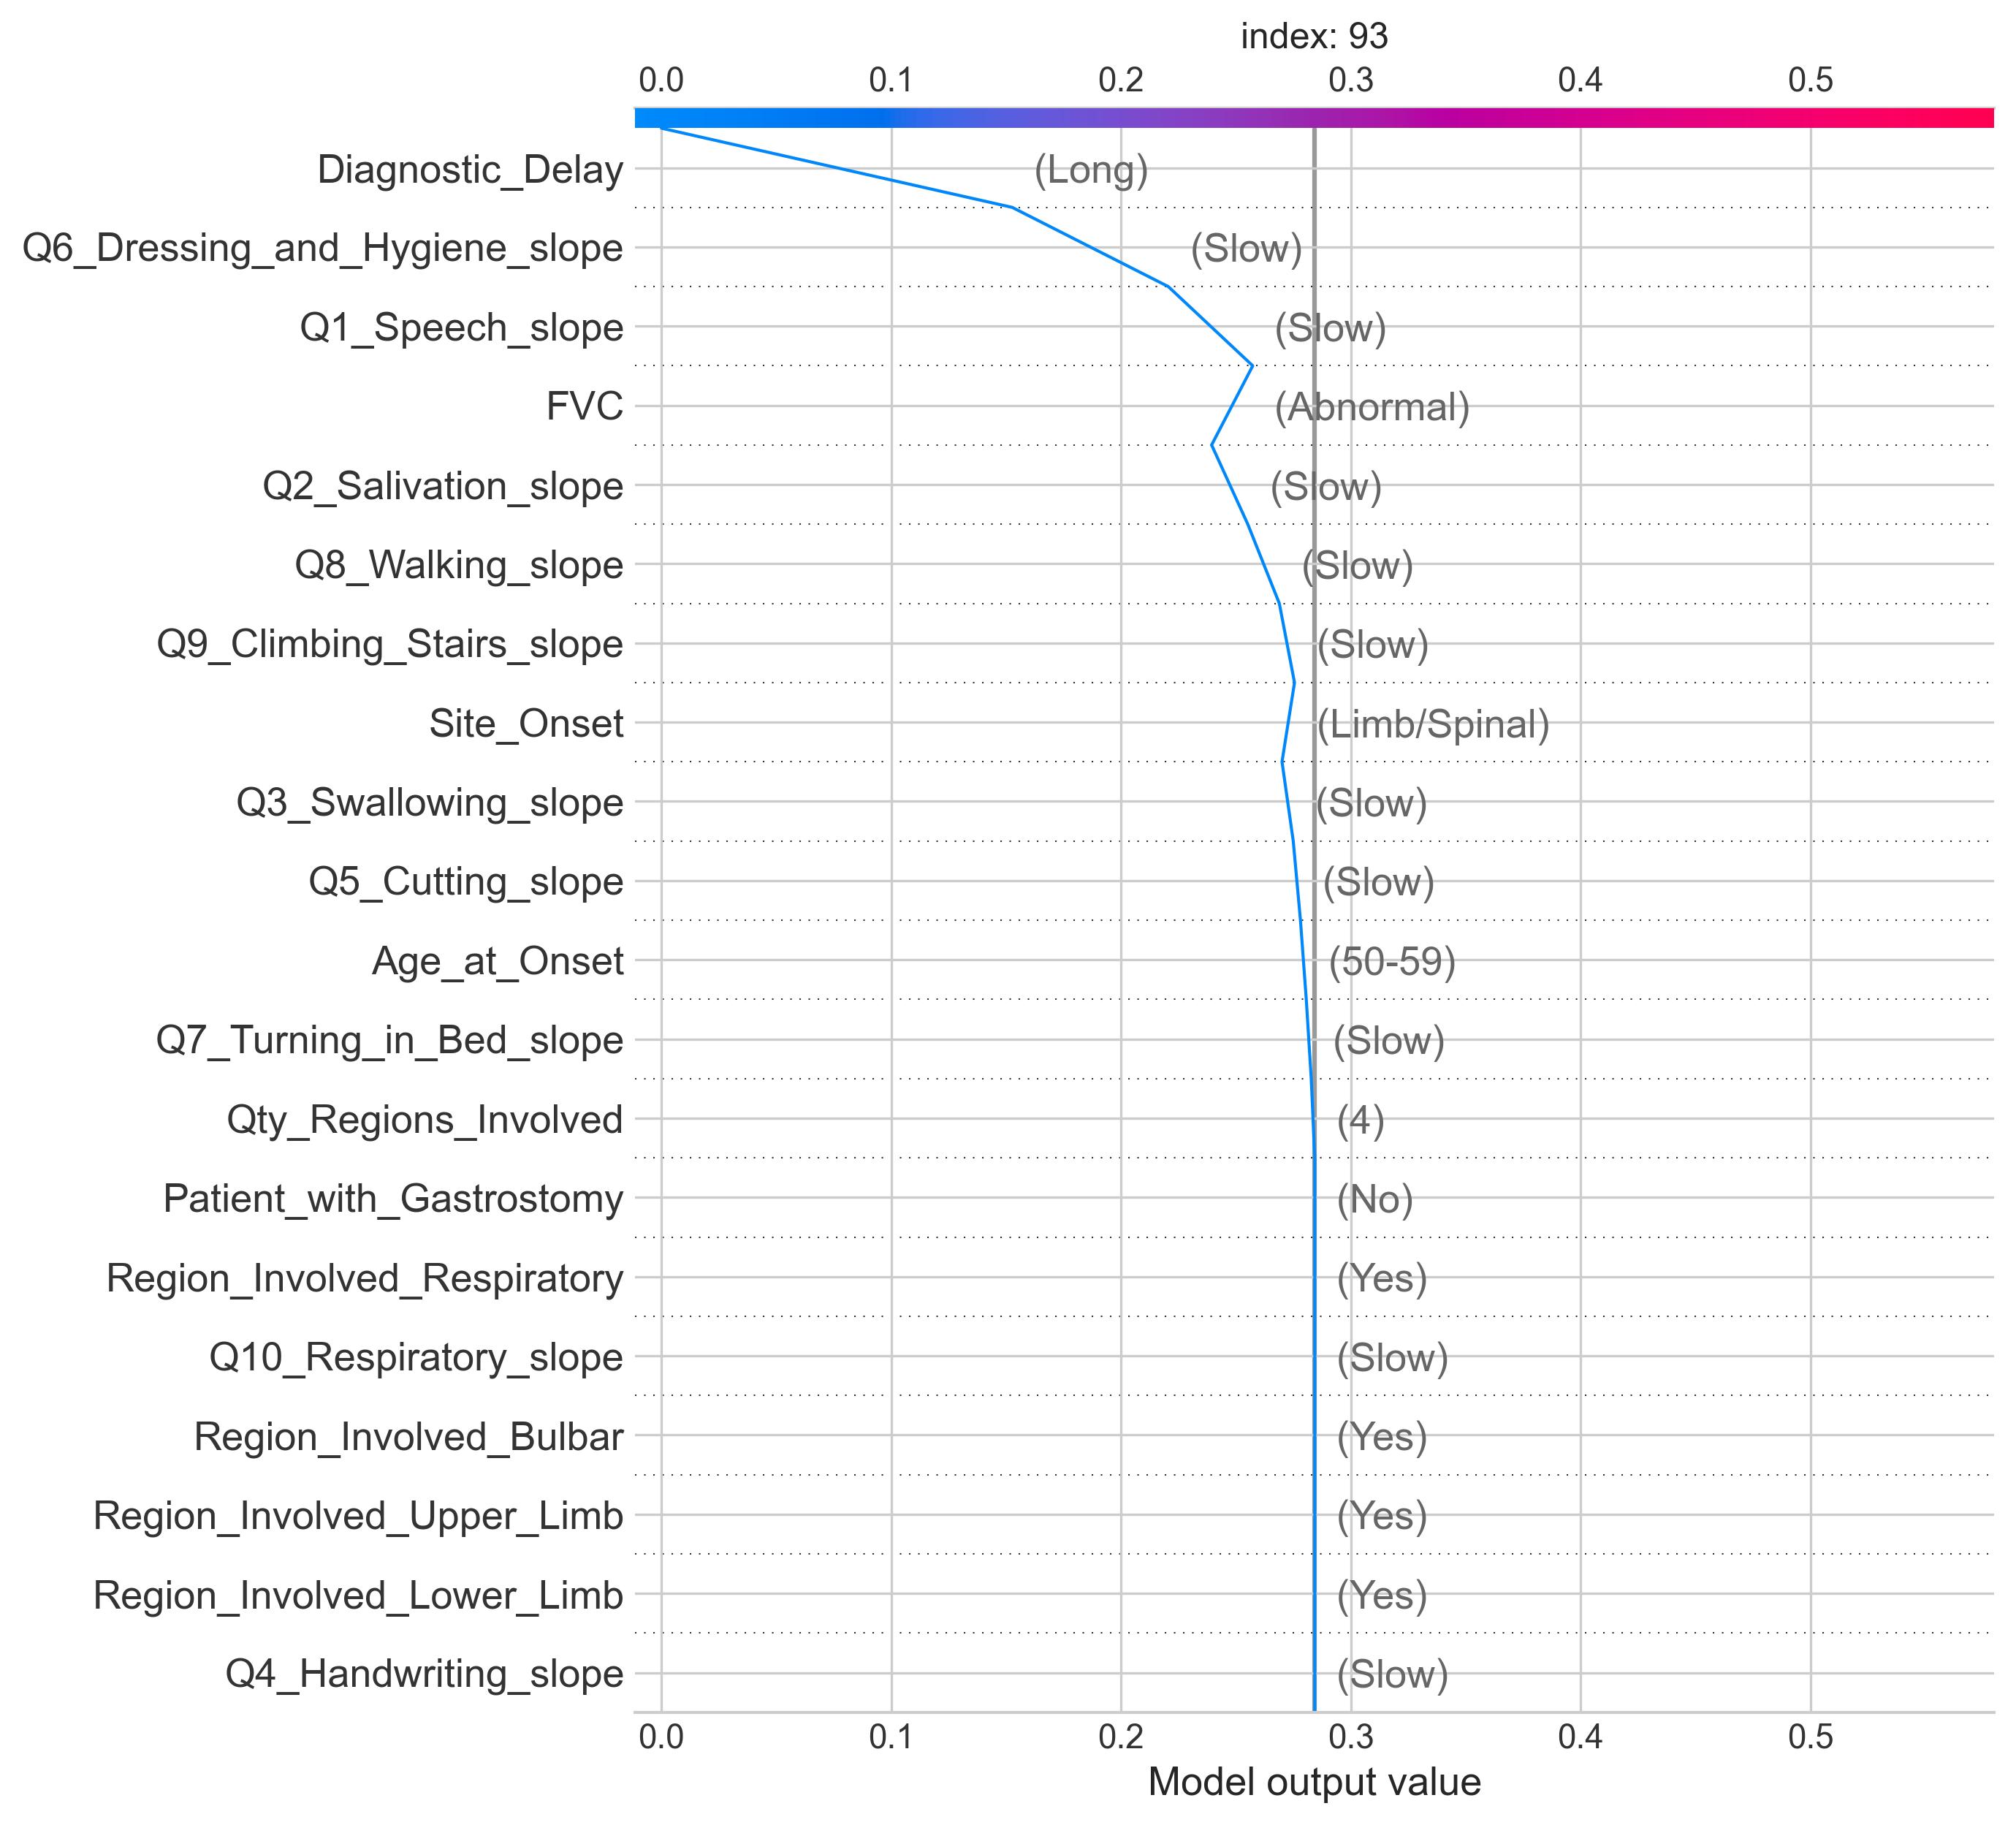 index: 93
0.0 0.1 0.2 0.3 0.4 0.5
Diagnostic_Delay (Long)
Q6_Dressing_and_Hygiene_slope (Slow)
Q1_Speech_slope (Slow)
FVC (Abnormal)
Q2_Salivation_slope (Slow)
Q8_Walking_slope (Slow)
Q9_Climbing_Stairs_slope (Slow)
Site_Onset (Limb/Spinal)
Q3_Swallowing_slope (Slow)
Q5_Cutting_slope (Slow)
Age_at_Onset (50-59)
Q7_Turning_in_Bed_slope (Slow)
Qty_Regions_Involved (4)
Patient_with_Gastrostomy (No)
Region_Involved_Respiratory (Yes)
Q10_Respiratory_slope (Slow)
Region_Involved_Bulbar (Yes)
Region_Involved_Upper_Limb (Yes)
Region_Involved_Lower_Limb (Yes)
Q4_Handwriting_slope (Slow)
0.0 0.1 0.2 0.3 0.4 0.5
Model output value